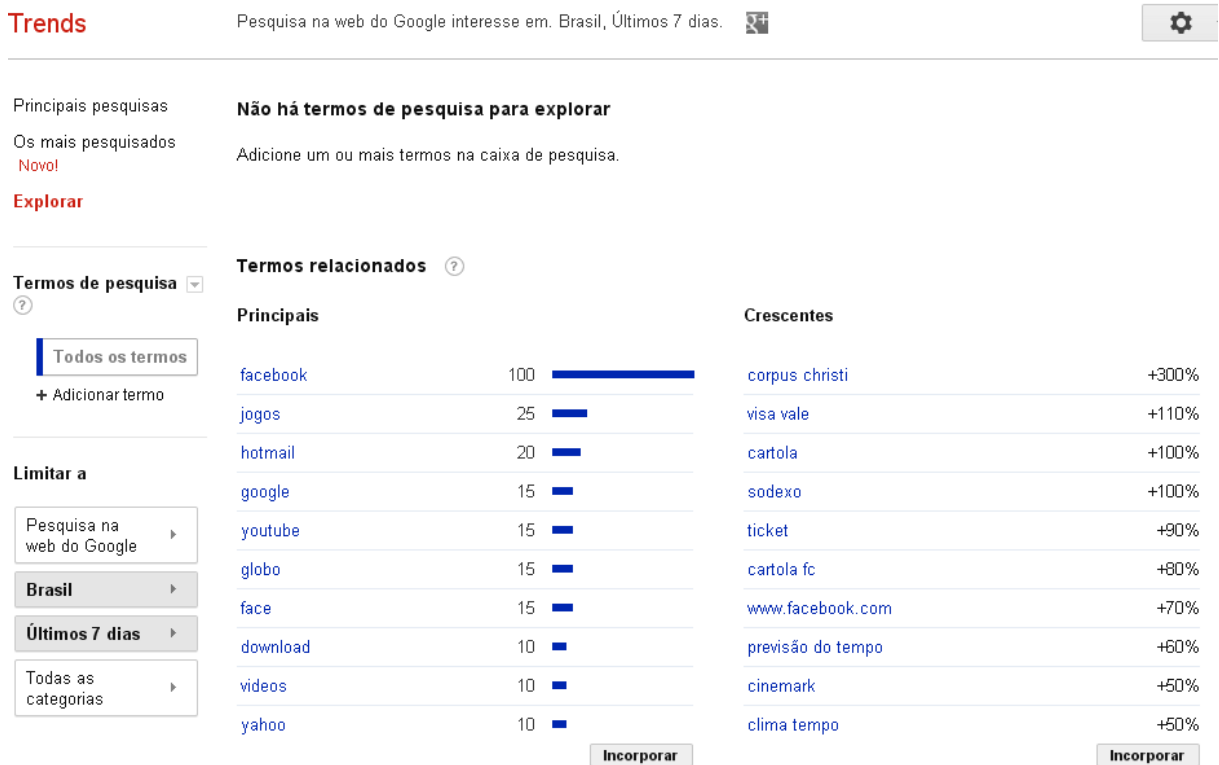 Trends
Pesquisa na web do Google interesse em. Brasil, Últimos 7 dias.
g+
Principais pesquisas
Os mais pesquisados
Novo!
Explorar
Termos de pesquisa
?
Todos os termos
+ Adicionar termo
Limitar a
Pesquisa na
web do Google
Brasil
Últimos 7 dias
Todas as
categorias
Não há termos de pesquisa para explorar
Adicione um ou mais termos na caixa de pesquisa.
Termos relacionados ?
Principais
facebook 100
jogos 25
hotmail 20
google 15
youtube 15
globo 15
face 15
download 10
videos 10
yahoo 10
Incorporar
Crescentes
corpus christi +300%
visa vale +110%
cartola +100%
sodexo +100%
ticket +90%
cartola fc +80%
www.facebook.com +70%
previsão do tempo +60%
cinemark +50%
clima tempo +50%
Incorporar